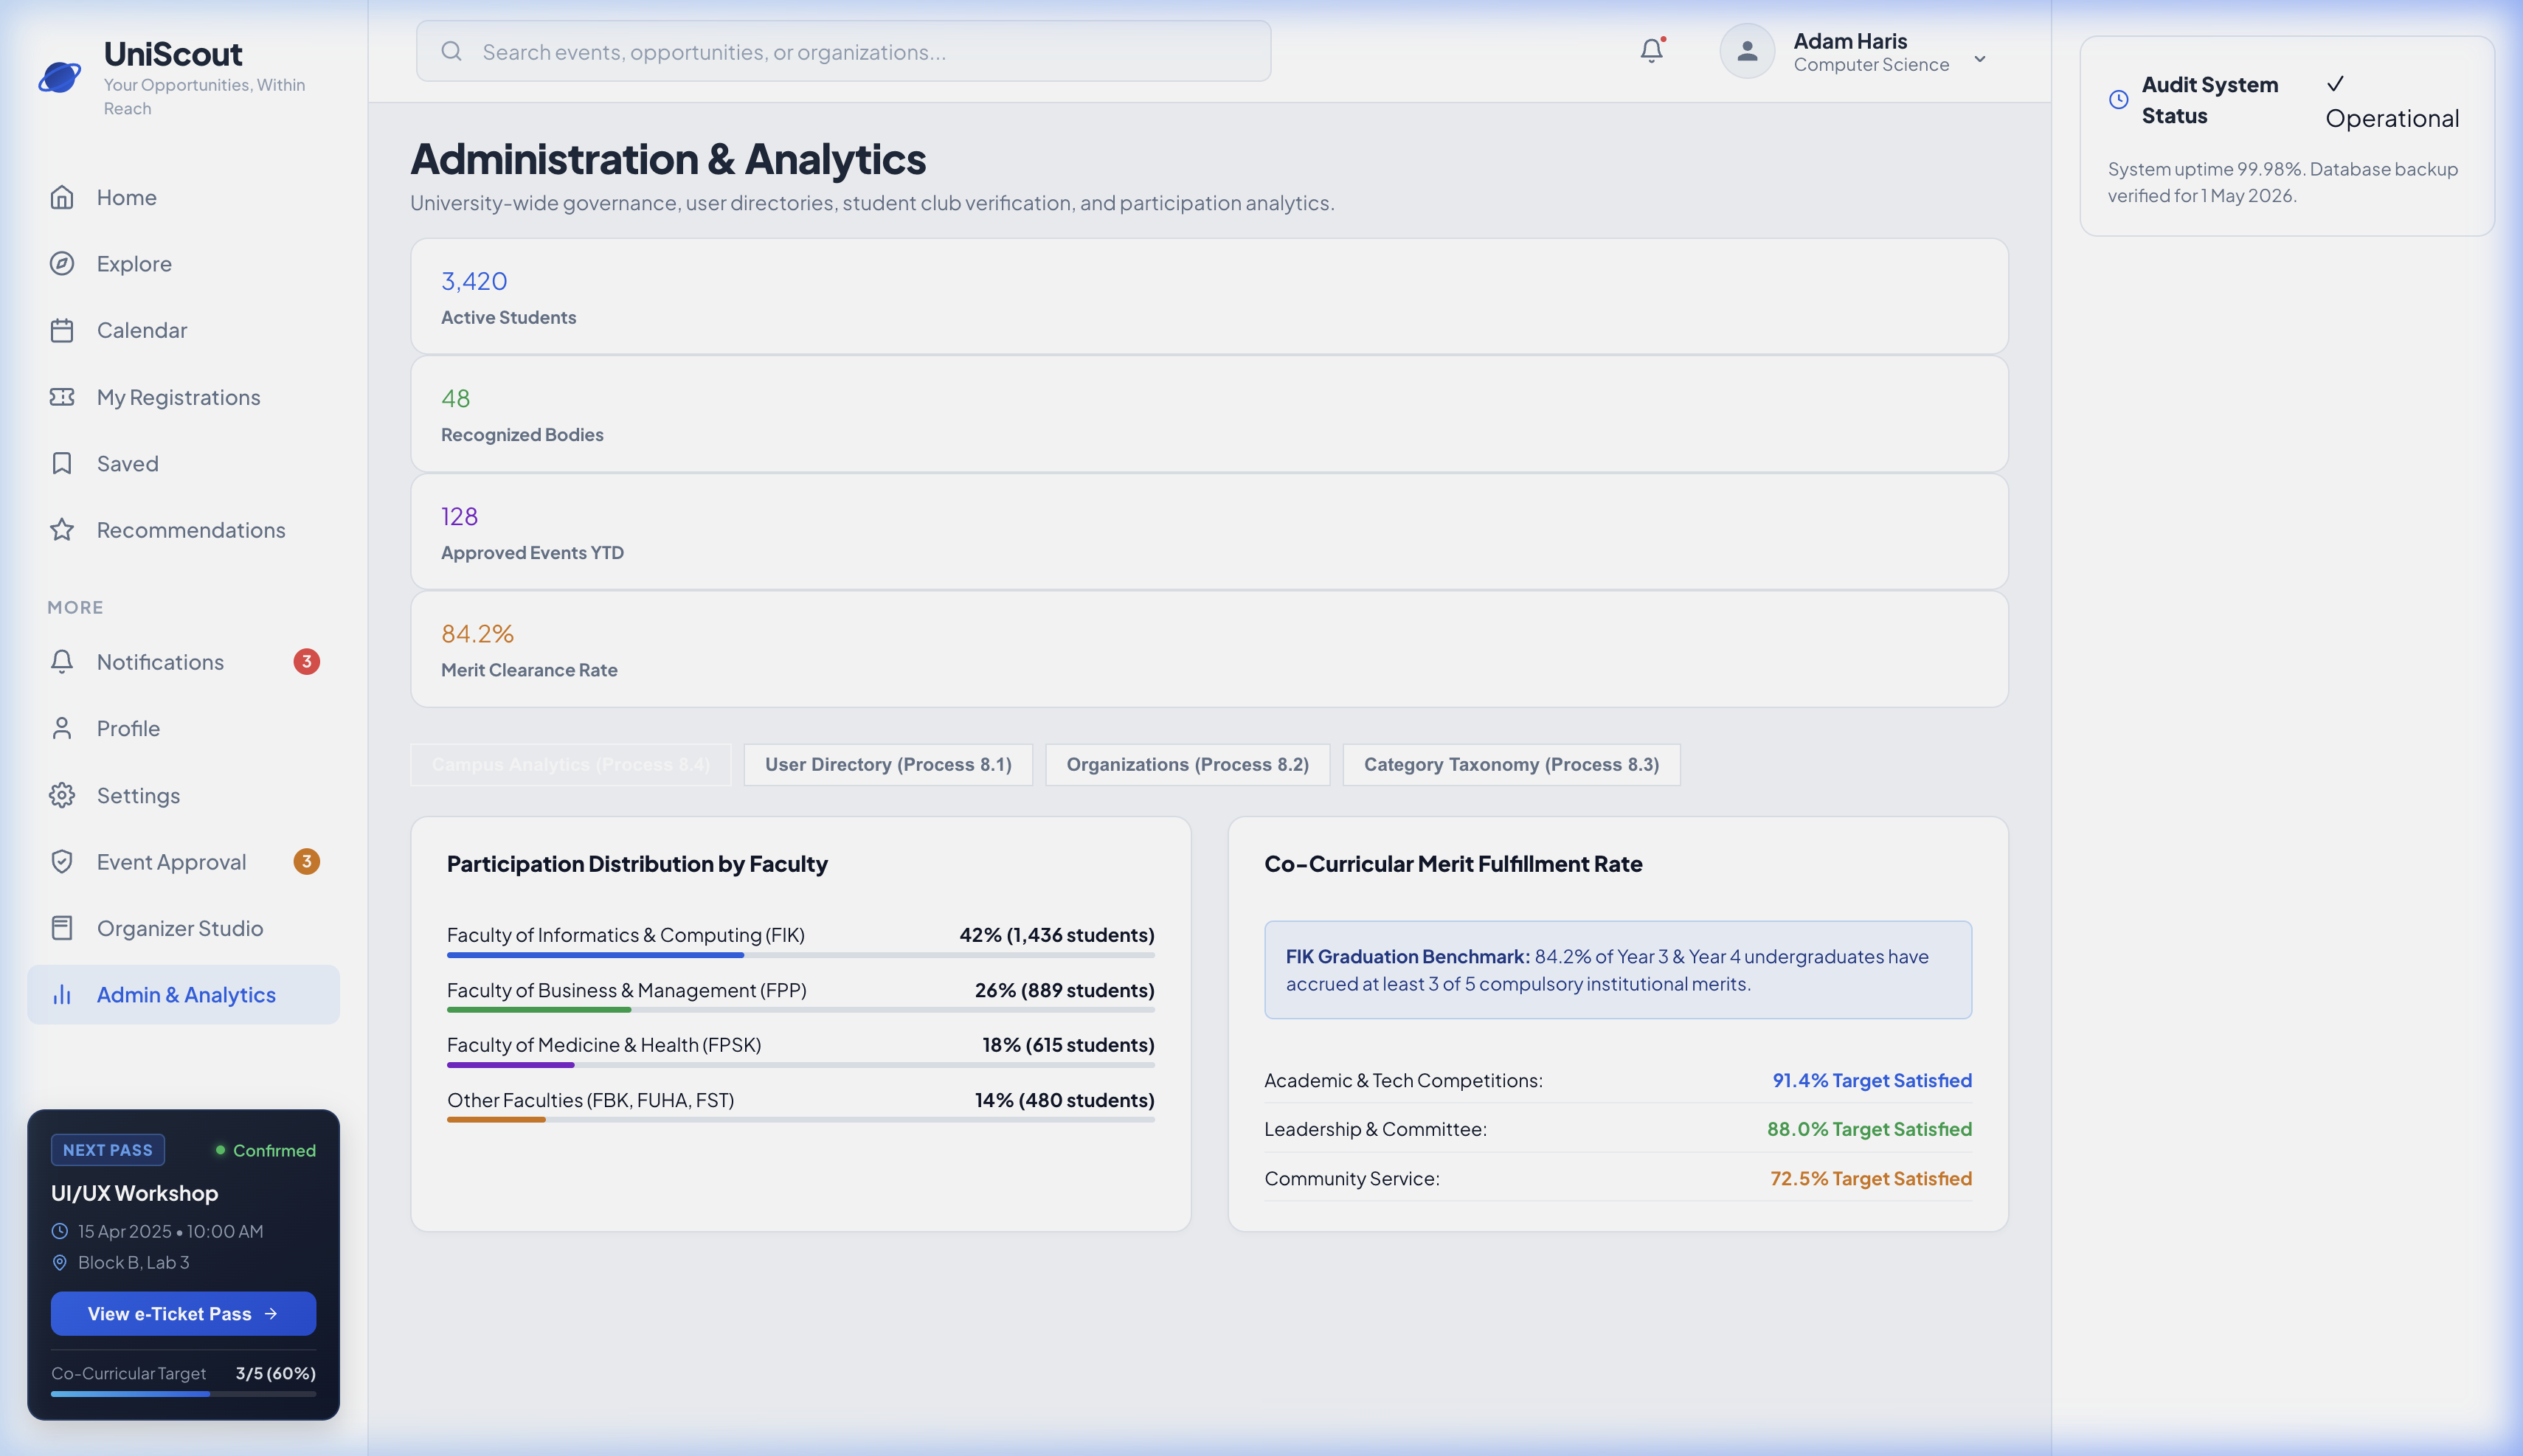 UniScout
Your Opportunities, Within
Reach
Home
Explore
Calendar
My Registrations
Saved
Recommendations
MORE
Notifications 3
Profile
Settings
Event Approval 3
Organizer Studio
Admin & Analytics
NEXT PASS Confirmed
UI/UX Workshop
15 Apr 2025 • 10:00 AM
Block B, Lab 3
View e-Ticket Pass →
Co-Curricular Target 3/5 (60%)
Search events, opportunities, or organizations...
Adam Haris
Computer Science
Administration & Analytics
University-wide governance, user directories, student club verification, and participation analytics.
3,420
Active Students
48
Recognized Bodies
128
Approved Events YTD
84.2%
Merit Clearance Rate
Campus Analytics (Process 8.4) User Directory (Process 8.1) Organizations (Process 8.2) Category Taxonomy (Process 8.3)
Participation Distribution by Faculty
Faculty of Informatics & Computing (FIK) 42% (1,436 students)
Faculty of Business & Management (FPP) 26% (889 students)
Faculty of Medicine & Health (FPSK) 18% (615 students)
Other Faculties (FBK, FUHA, FST) 14% (480 students)
Co-Curricular Merit Fulfillment Rate
FIK Graduation Benchmark: 84.2% of Year 3 & Year 4 undergraduates have
accrued at least 3 of 5 compulsory institutional merits.
Academic & Tech Competitions: 91.4% Target Satisfied
Leadership & Committee: 88.0% Target Satisfied
Community Service: 72.5% Target Satisfied
Audit System
Status
✓
Operational
System uptime 99.98%. Database backup
verified for 1 May 2026.